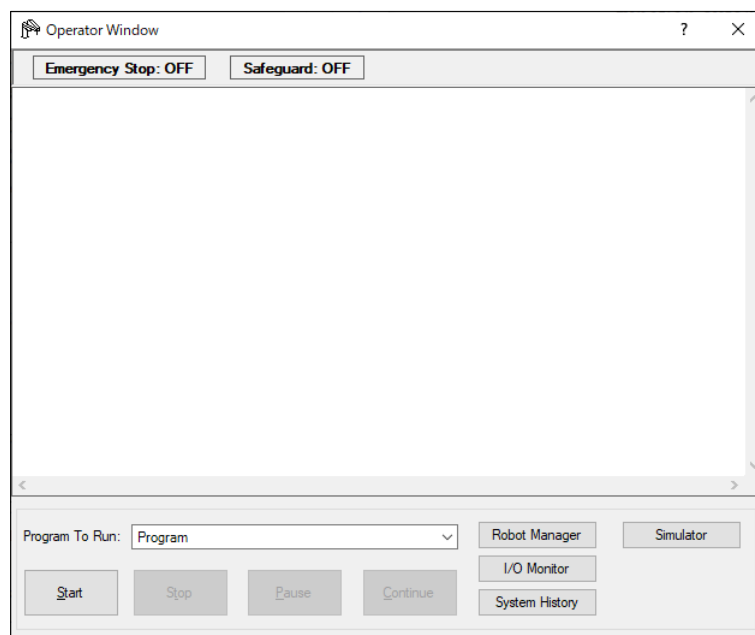 Operator Window
Emergency Stop: OFF Safeguard: OFF
Program To Run: Program Robot Manager Simulator
I/O Monitor
Start Stop Pause Continue
System History